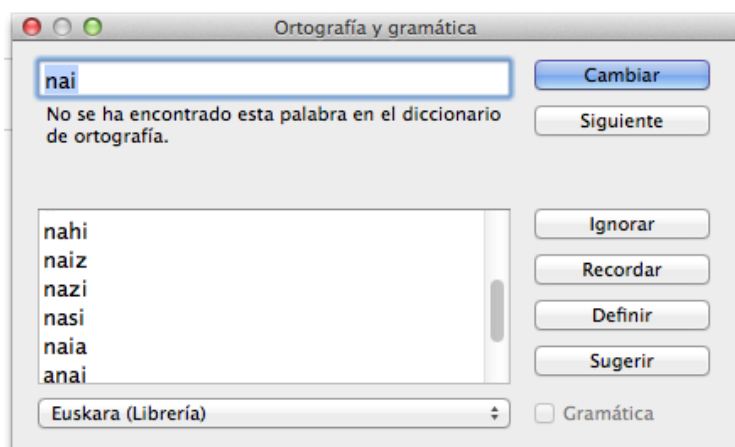 Ortografía y gramática
nai
Cambiar
No se ha encontrado esta palabra en el diccionario
de ortografía.
Siguiente
nahi
naiz
nazi
nasi
naia
anai
Ignorar
Recordar
Definir
Sugerir
Euskara (Librería)
Gramática